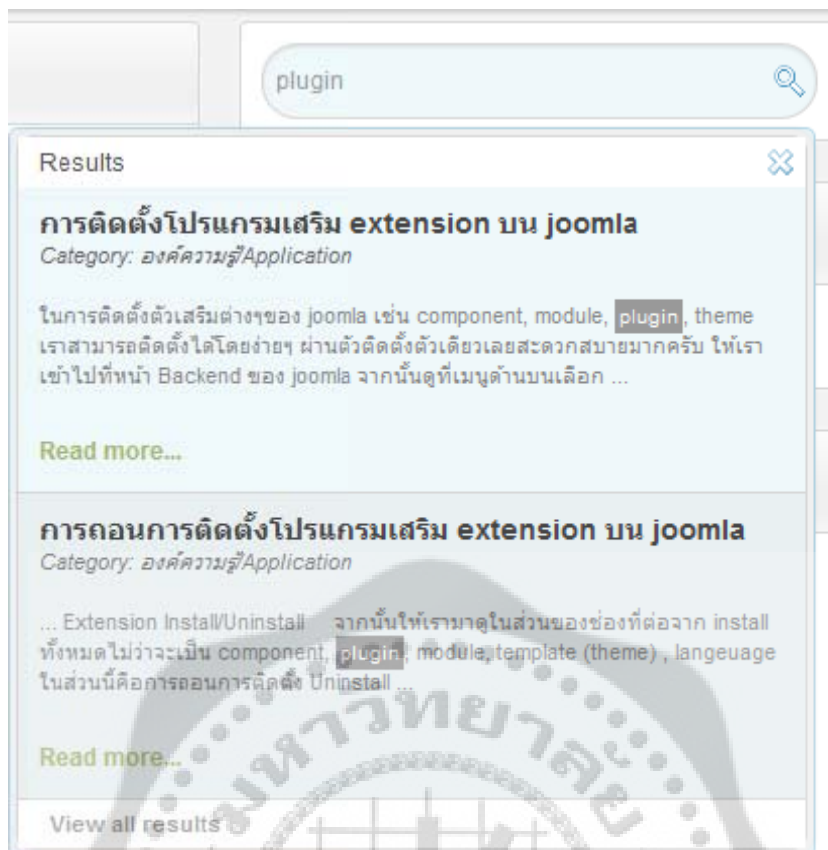 plugin
Results
การติดตั้งโปรแกรมเสริม extension บน joomla
Category: องค์ความรู้/Application
ในการติดตั้งตัวเสริมต่างๆของ joomla เช่น component, module, plugin, theme
เราสามารถติดตั้งได้โดยง่ายๆ ผ่านตัวติดตั้งตัวเดียวเลยสะดวกสบายมากครับ ให้เรา
เข้าไปที่หน้า Backend ของ joomla จากนั้นดูที่เมนูด้านบนเลือก ...
Read more...
การถอนการติดตั้งโปรแกรมเสริม extension บน joomla
Category: องค์ความรู้/Application
... Extension Install/Uninstall จากนั้นให้เรามาดูในส่วนของช่องที่ต่อจาก install
ทั้งหมดไม่ว่าจะเป็น component, plugin, module, template (theme) , langeuage
ในส่วนนี้คือการถอนการติดตั้ง Uninstall ...
Read more...
มหาวิทยาลัย
View all results